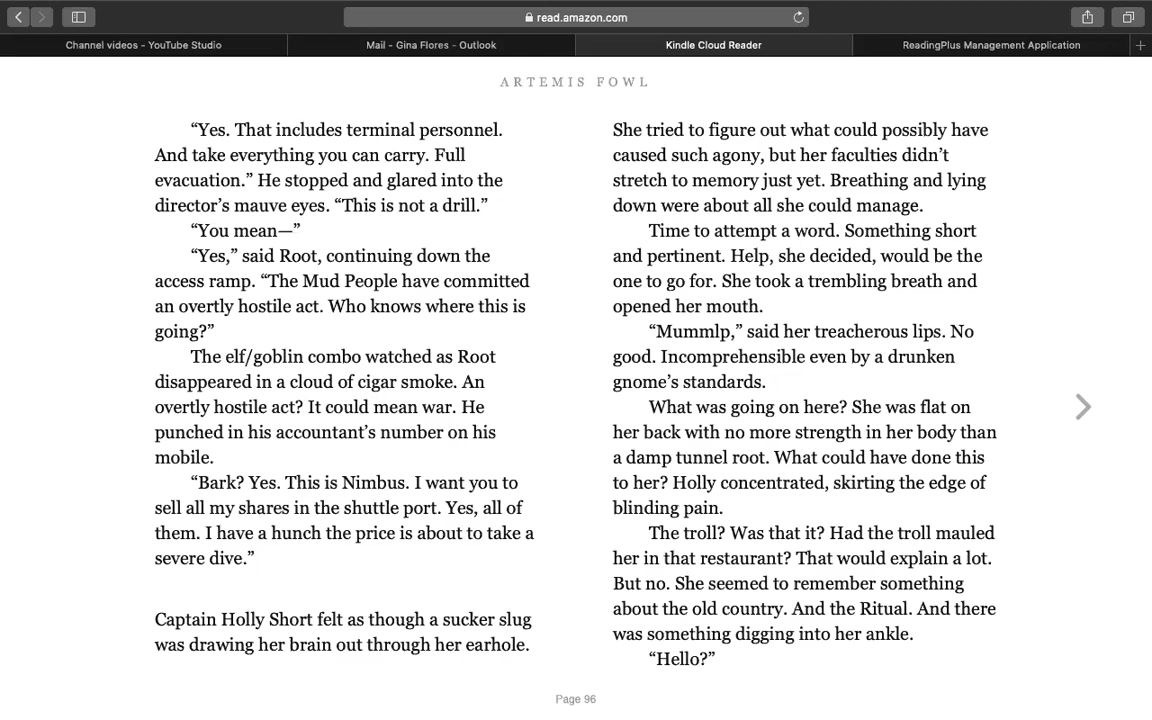 read.amazon.com
Channel videos - YouTube Studio
Mail - Gina Flores - Outlook
Kindle Cloud Reader
ReadingPlus Management Application
ARTEMIS FOWL
“Yes. That includes terminal personnel.
And take everything you can carry. Full
evacuation.” He stopped and glared into the
director’s mauve eyes. “This is not a drill.”
“You mean—”
“Yes,” said Root, continuing down the
access ramp. “The Mud People have committed
an overtly hostile act. Who knows where this is
going?”
The elf/goblin combo watched as Root
disappeared in a cloud of cigar smoke. An
overtly hostile act? It could mean war. He
punched in his accountant’s number on his
mobile.
“Bark? Yes. This is Nimbus. I want you to
sell all my shares in the shuttle port. Yes, all of
them. I have a hunch the price is about to take a
severe dive.”
Captain Holly Short felt as though a sucker slug
was drawing her brain out through her earhole.
She tried to figure out what could possibly have
caused such agony, but her faculties didn’t
stretch to memory just yet. Breathing and lying
down were about all she could manage.
Time to attempt a word. Something short
and pertinent. Help, she decided, would be the
one to go for. She took a trembling breath and
opened her mouth.
“Mummlp,” said her treacherous lips. No
good. Incomprehensible even by a drunken
gnome’s standards.
What was going on here? She was flat on
her back with no more strength in her body than
a damp tunnel root. What could have done this
to her? Holly concentrated, skirting the edge of
blinding pain.
The troll? Was that it? Had the troll mauled
her in that restaurant? That would explain a lot.
But no. She seemed to remember something
about the old country. And the Ritual. And there
was something digging into her ankle.
“Hello?”
Page 96